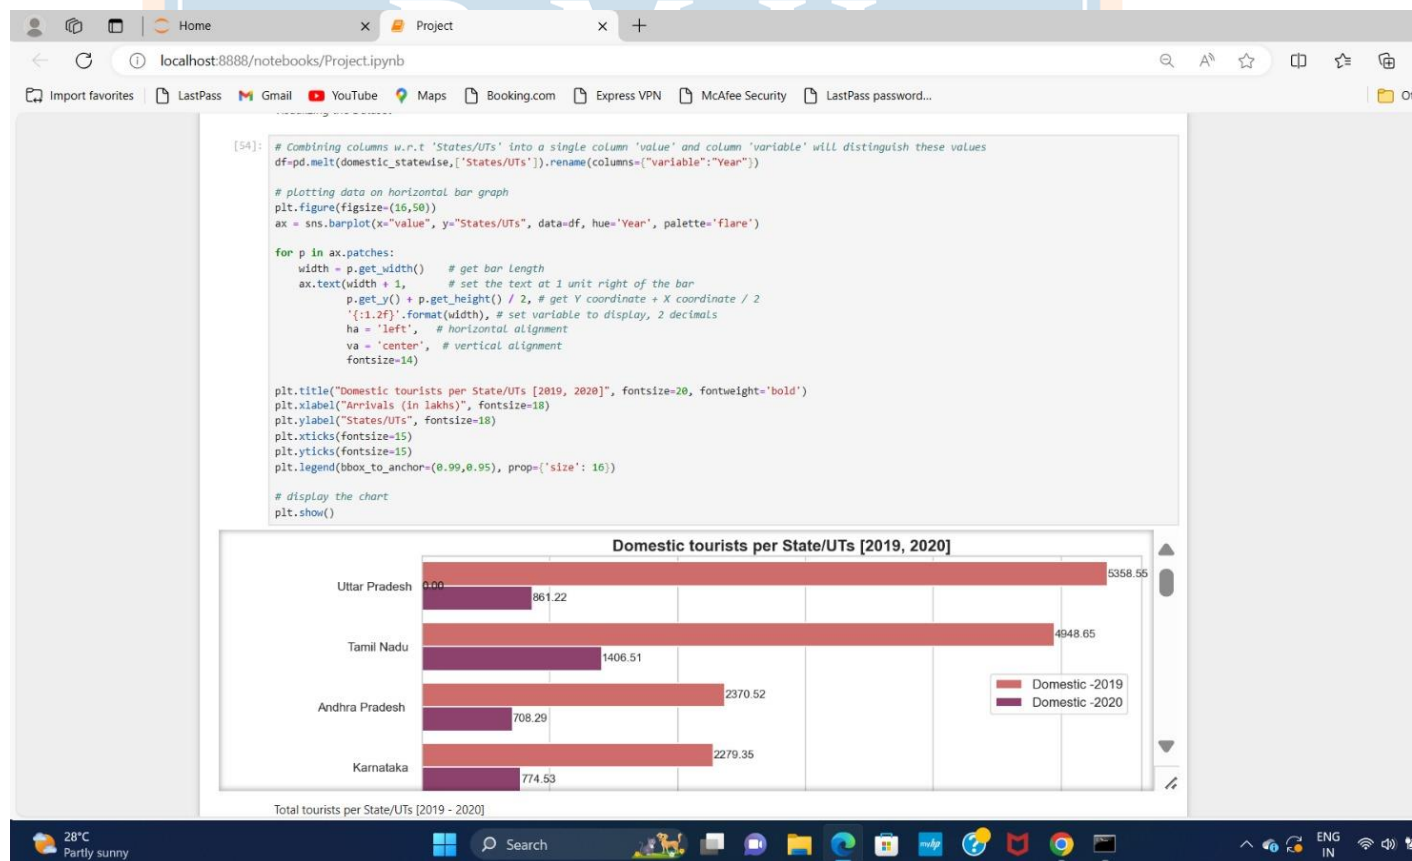 Home
Project
localhost:8888/notebooks/Project.ipynb
Import favorites LastPass Gmail YouTube Maps Booking.com Express VPN McAfee Security LastPass password...
[54]: # Combining columns w.r.t 'States/UTs' into a single column 'value' and column 'variable' will distinguish these values
df=pd.melt(domestic_statewise,['States/UTs']).rename(columns={"variable":"Year"})
# plotting data on horizontal bar graph
plt.figure(figsize=(16,50))
ax = sns.barplot(x="value", y="States/UTs", data=df, hue='Year', palette='flare')
for p in ax.patches:
width = p.get_width() # get bar length
ax.text(width + 1, # set the text at 1 unit right of the bar
p.get_y() + p.get_height() / 2, # get Y coordinate + X coordinate / 2
'{:1.2f}'.format(width), # set variable to display, 2 decimals
ha = 'left', # horizontal alignment
va = 'center', # vertical alignment
fontsize=14)
plt.title("Domestic tourists per State/UTs [2019, 2020]", fontsize=20, fontweight='bold')
plt.xlabel("Arrivals (in lakhs)", fontsize=18)
plt.ylabel("States/UTs", fontsize=18)
plt.xticks(fontsize=15)
plt.yticks(fontsize=15)
plt.legend(bbox_to_anchor=(0.99,0.95), prop={'size': 16})
# display the chart
plt.show()
Domestic tourists per State/UTs [2019, 2020]
5358.55
Uttar Pradesh 0.00
861.22
4948.65
Tamil Nadu
1406.51
Domestic -2019
2370.52
Domestic -2020
Andhra Pradesh
708.29
2279.35
Karnataka
774.53
Total tourists per State/UTs [2019 - 2020]
28°C
Partly sunny
Search
ENG
IN